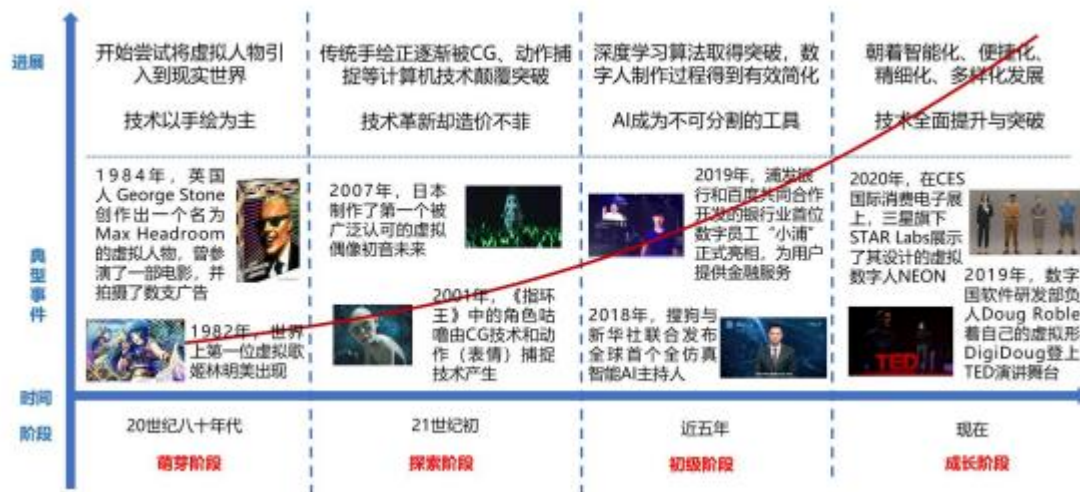 进展
开始尝试将虚拟人物引
入到现实世界
技术以手绘为主
传统手绘正逐渐被CG、动作捕
捉等计算机技术颠覆突破
技术革新却造价不菲
深度学习算法取得突破，数
字人制作过程得到有效简化
AI成为不可分割的工具
朝着智能化、便捷化、
精细化、多样化发展
技术全面提升与突破
典型事件
1984年，英国
人 George Stone
创作出一个名为
Max Headroom
的虚拟人物，曾参
演了一部电影，并
拍摄了数支广告
1982年，世界
上第一位虚拟歌
姬林明美出现
2007年，日本
制作了第一个被
广泛认可的虚拟
偶像初音未来
2001年，《指环
王》中的角色咕
噜由CG技术和动
作（表情）捕捉
技术产生
2019年，浦发银
行和百度共同合作
开发的银行业首位
数字员工“小浦”
正式亮相，为用户
提供金融服务
2018年，搜狗与
新华社联合发布
全球首个全仿真
智能AI主持人
2020年，在CES
国际消费电子展
上，三星旗下
STAR Labs展示
了其设计的虚拟
数字人NEON
2019年，数字
国软件研发部负
人Doug Roble
着自己的虚拟形
DigiDoug登上
TED演讲舞台
TED
时间
阶段
20世纪八十年代
萌芽阶段
21世纪初
探索阶段
近五年
初级阶段
现在
成长阶段